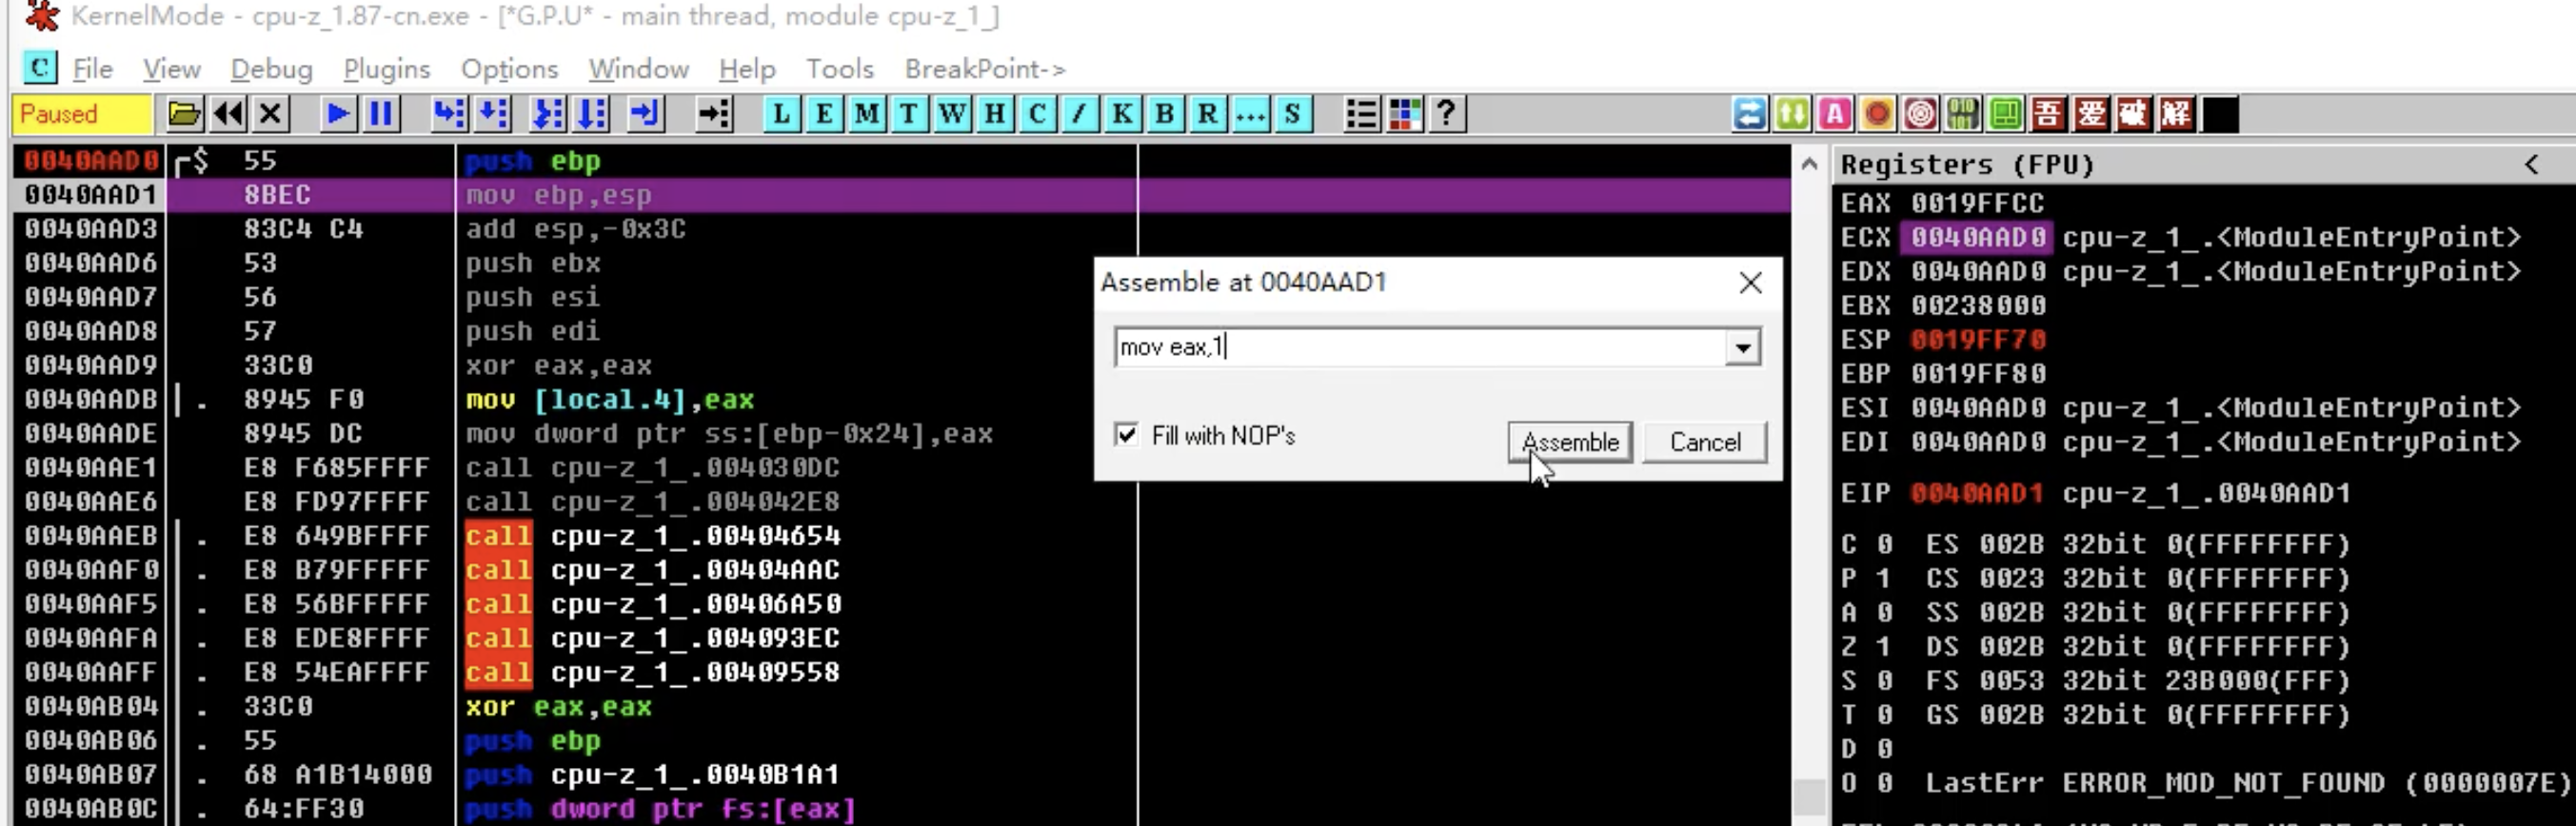 KernelMode - cpu-z_1.87-cn.exe - [*G.P.U* - main thread, module cpu-z_1_]
C File View Debug Plugins Options Window Help Tools BreakPoint->
Paused L E M T W H C / K B R ... S ? A 吾 爱 破 解
0040AAD0 $ 55 push ebp
0040AAD1 8BEC mov ebp,esp
0040AAD3 83C4 C4 add esp,-0x3C
0040AAD6 53 push ebx
0040AAD7 56 push esi
0040AAD8 57 push edi
0040AAD9 33C0 xor eax,eax
0040AADB . 8945 F0 mov [local.4],eax
0040AADE 8945 DC mov dword ptr ss:[ebp-0x24],eax
0040AAE1 E8 F685FFFF call cpu-z_1_.004030DC
0040AAE6 E8 FD97FFFF call cpu-z_1_.004042E8
0040AAEB . E8 649BFFFF call cpu-z_1_.00404654
0040AAF0 . E8 B79FFFFF call cpu-z_1_.00404AAC
0040AAF5 . E8 56BFFFFF call cpu-z_1_.00406A50
0040AAFA . E8 EDE8FFFF call cpu-z_1_.004093EC
0040AAFF . E8 54EAFFFF call cpu-z_1_.00409558
0040AB04 . 33C0 xor eax,eax
0040AB06 . 55 push ebp
0040AB07 . 68 A1B14000 push cpu-z_1_.0040B1A1
0040AB0C . 64:FF30 push dword ptr fs:[eax]
Assemble at 0040AAD1
mov eax,1
Fill with NOP's Assemble Cancel
Registers (FPU) <
EAX 0019FFCC
ECX 0040AAD0 cpu-z_1_.<ModuleEntryPoint>
EDX 0040AAD0 cpu-z_1_.<ModuleEntryPoint>
EBX 00238000
ESP 0019FF70
EBP 0019FF80
ESI 0040AAD0 cpu-z_1_.<ModuleEntryPoint>
EDI 0040AAD0 cpu-z_1_.<ModuleEntryPoint>
EIP 0040AAD1 cpu-z_1_.0040AAD1
C 0 ES 002B 32bit 0(FFFFFFFF)
P 1 CS 0023 32bit 0(FFFFFFFF)
A 0 SS 002B 32bit 0(FFFFFFFF)
Z 1 DS 002B 32bit 0(FFFFFFFF)
S 0 FS 0053 32bit 23B000(FFF)
T 0 GS 002B 32bit 0(FFFFFFFF)
D 0
O 0 LastErr ERROR_MOD_NOT_FOUND (0000007E)